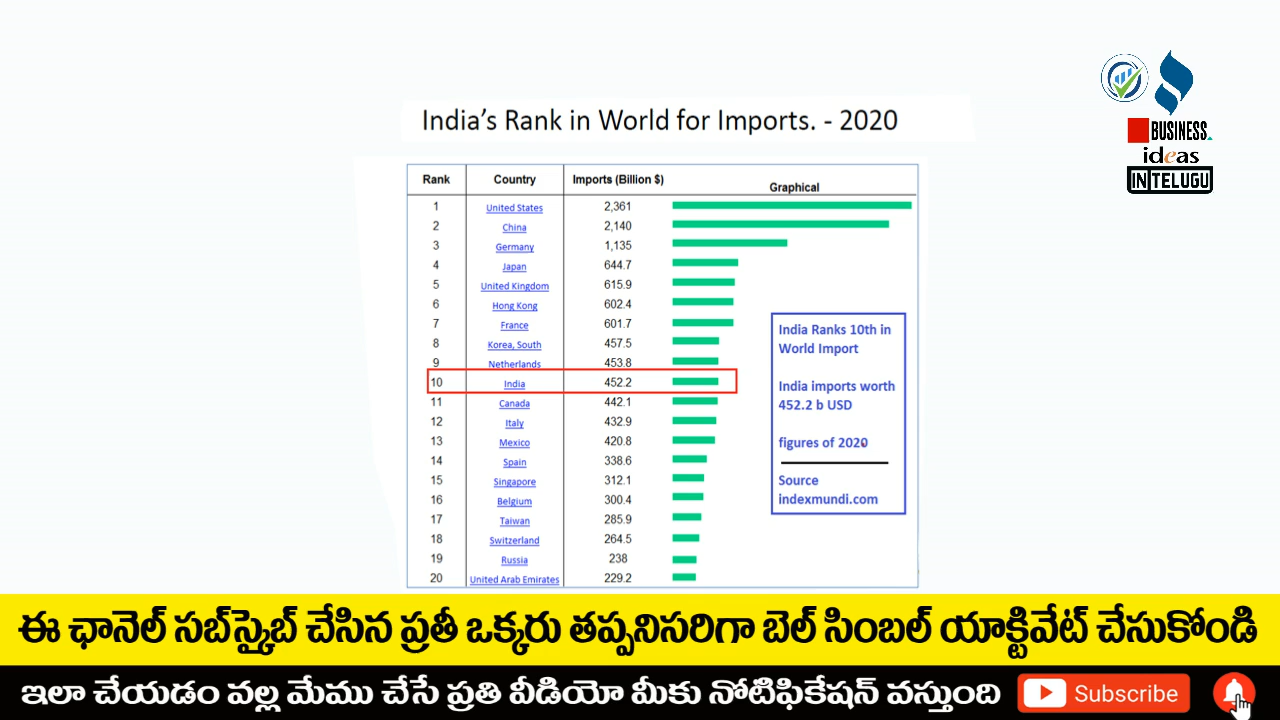 India's Rank in World for Imports. - 2020
BUSINESS
ideas
IN TELUGU
Rank Country Imports (Billion $) Graphical
1 United States 2,361
2 China 2,140
3 Germany 1,135
4 Japan 644.7
5 United Kingdom 615.9
6 Hong Kong 602.4
7 France 601.7
8 Korea, South 457.5
9 Netherlands 453.8
10 India 452.2
11 Canada 442.1
12 Italy 432.9
13 Mexico 420.8
14 Spain 338.6
15 Singapore 312.1
16 Belgium 300.4
17 Taiwan 285.9
18 Switzerland 264.5
19 Russia 238
20 United Arab Emirates 229.2
India Ranks 10th in
World Import
India imports worth
452.2 b USD
figures of 2020
Source
indexmundi.com
ఈ ఛానెల్ సబ్‌స్క్రైబ్ చేసిన ప్రతీ ఒక్కరు తప్పనిసరిగా బెల్ సింబల్ యాక్టివేట్ చేసుకోండి
ఇలా చేయడం వల్ల మేము చేసే ప్రతి వీడియో మీకు నోటిఫికేషన్ వస్తుంది Subscribe